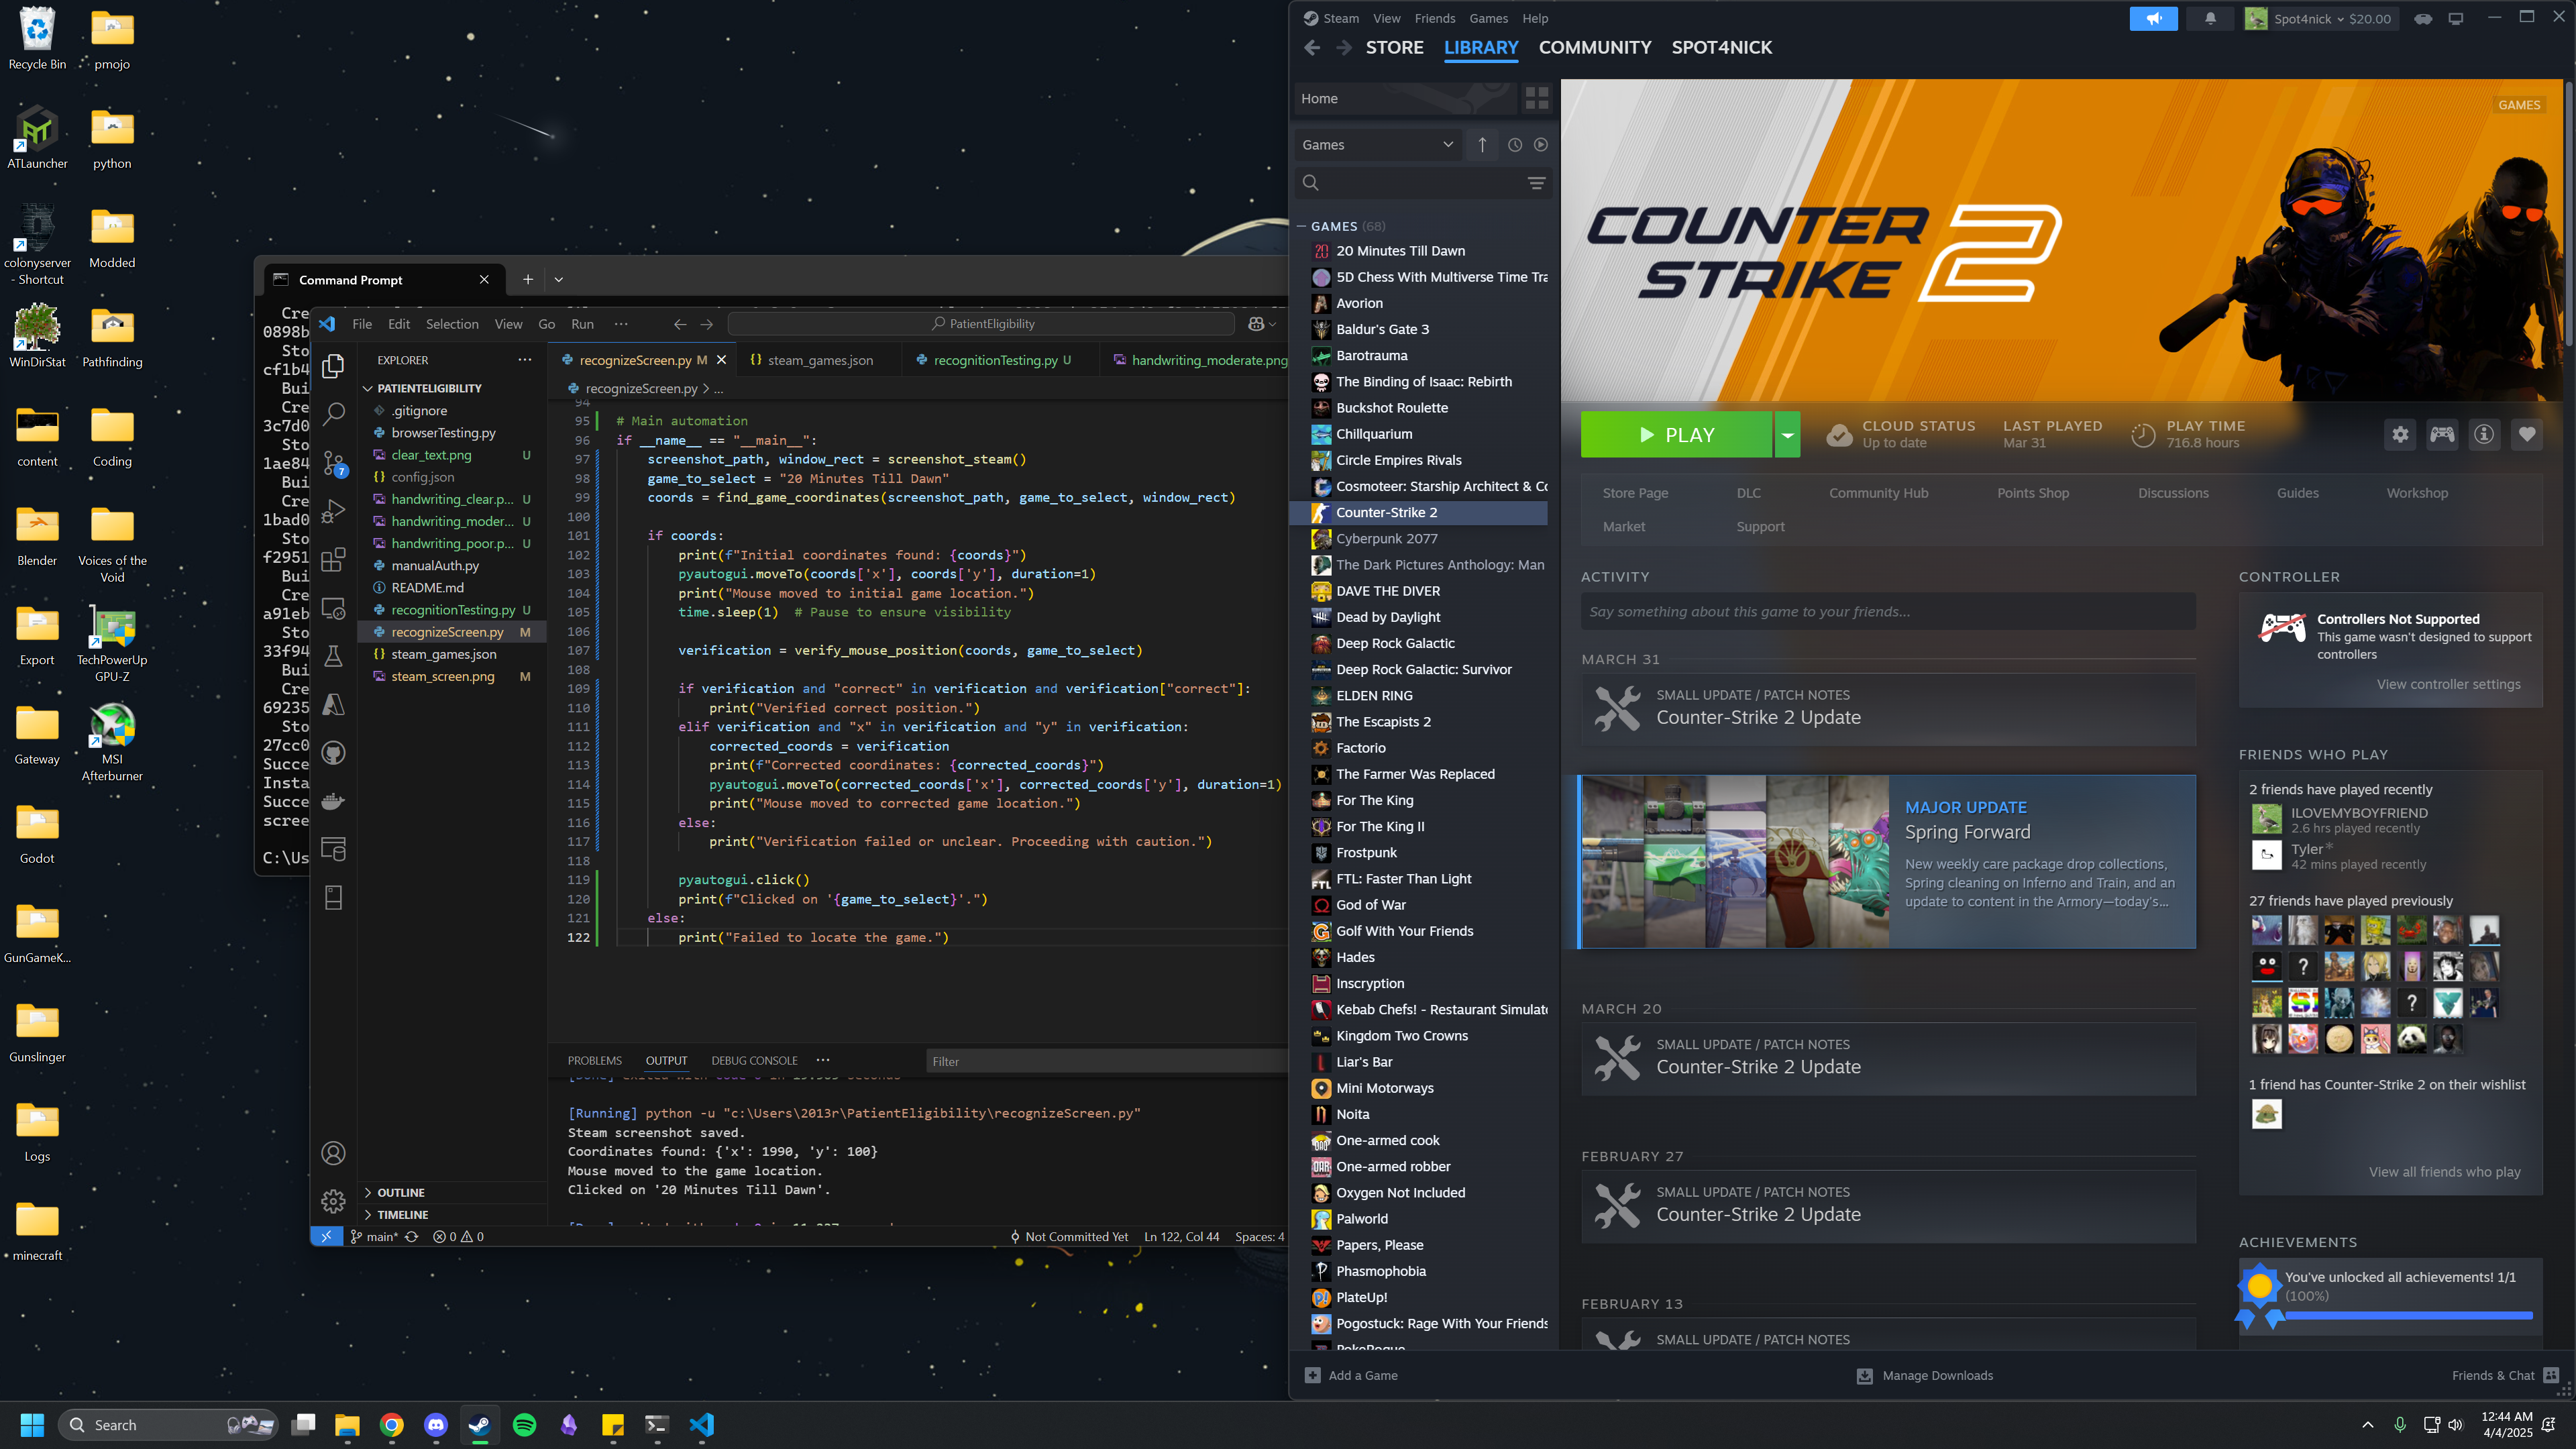 Recycle Bin
pmojo
ATLauncher
python
colonyserver - Shortcut
Modded
WinDirStat
Pathfinding
content
Coding
Blender
Voices of the Void
Export
TechPowerUp GPU-Z
Gateway
MSI Afterburner
Godot
GunGameK...
Gunslinger
Logs
minecraft
Command Prompt
Cre
0898b
Sto
cf1b4
Bui
Cre
3c7d0
Sto
1ae84
Bui
Cre
1bad0
Sto
f2951
Bui
Cre
a91eb
Sto
33f94
Bui
Cre
69235
Sto
27cc0
Succe
Insta
Succe
scree
C:\Us
File Edit Selection View Go Run ...
PatientEligibility
EXPLORER ...
PATIENTELIGIBILITY
.gitignore
browserTesting.py
clear_text.png U
config.json
handwriting_clear.p... U
handwriting_moder... U
handwriting_poor.p... U
manualAuth.py
README.md
recognitionTesting.py U
recognizeScreen.py M
steam_games.json
steam_screen.png M
7
OUTLINE
TIMELINE
recognizeScreen.py M
steam_games.json
recognitionTesting.py U
handwriting_moderate.png
recognizeScreen.py > ...
94
95 # Main automation
96 if __name__ == "__main__":
97 screenshot_path, window_rect = screenshot_steam()
98 game_to_select = "20 Minutes Till Dawn"
99 coords = find_game_coordinates(screenshot_path, game_to_select, window_rect)
100
101 if coords:
102 print(f"Initial coordinates found: {coords}")
103 pyautogui.moveTo(coords['x'], coords['y'], duration=1)
104 print("Mouse moved to initial game location.")
105 time.sleep(1)  # Pause to ensure visibility
106
107 verification = verify_mouse_position(coords, game_to_select)
108
109 if verification and "correct" in verification and verification["correct"]:
110 print("Verified correct position.")
111 elif verification and "x" in verification and "y" in verification:
112 corrected_coords = verification
113 print(f"Corrected coordinates: {corrected_coords}")
114 pyautogui.moveTo(corrected_coords['x'], corrected_coords['y'], duration=1)
115 print("Mouse moved to corrected game location.")
116 else:
117 print("Verification failed or unclear. Proceeding with caution.")
118
119 pyautogui.click()
120 print(f"Clicked on '{game_to_select}'.")
121 else:
122 print("Failed to locate the game.")
PROBLEMS OUTPUT DEBUG CONSOLE ...
Filter
[Running] python -u "c:\Users\2013r\PatientEligibility\recognizeScreen.py"
Steam screenshot saved.
Coordinates found: {'x': 1990, 'y': 100}
Mouse moved to the game location.
Clicked on '20 Minutes Till Dawn'.
main* 0 0
Not Committed Yet Ln 122, Col 44 Spaces: 4
Steam View Friends Games Help
Spot4nick $20.00
STORE LIBRARY COMMUNITY SPOT4NICK
Home
Games
GAMES (68)
20 Minutes Till Dawn
5D Chess With Multiverse Time Tra
Avorion
Baldur's Gate 3
Barotrauma
The Binding of Isaac: Rebirth
Buckshot Roulette
Chillquarium
Circle Empires Rivals
Cosmoteer: Starship Architect & Co
Counter-Strike 2
Cyberpunk 2077
The Dark Pictures Anthology: Man
DAVE THE DIVER
Dead by Daylight
Deep Rock Galactic
Deep Rock Galactic: Survivor
ELDEN RING
The Escapists 2
Factorio
The Farmer Was Replaced
For The King
For The King II
Frostpunk
FTL: Faster Than Light
God of War
Golf With Your Friends
Hades
Inscryption
Kebab Chefs! - Restaurant Simulato
Kingdom Two Crowns
Liar's Bar
Mini Motorways
Noita
One-armed cook
One-armed robber
Oxygen Not Included
Palworld
Papers, Please
Phasmophobia
PlateUp!
Pogostuck: Rage With Your Friends
Add a Game
GAMES
COUNTER STRIKE 2
PLAY
CLOUD STATUS
Up to date
LAST PLAYED
Mar 31
PLAY TIME
716.8 hours
Store Page DLC Community Hub Points Shop Discussions Guides Workshop
Market Support
ACTIVITY
Say something about this game to your friends...
MARCH 31
SMALL UPDATE / PATCH NOTES
Counter-Strike 2 Update
MAJOR UPDATE
Spring Forward
New weekly care package drop collections,
Spring cleaning on Inferno and Train, and an
update to content in the Armory—today's...
MARCH 20
SMALL UPDATE / PATCH NOTES
Counter-Strike 2 Update
FEBRUARY 27
SMALL UPDATE / PATCH NOTES
Counter-Strike 2 Update
FEBRUARY 13
SMALL UPDATE / PATCH NOTES
CONTROLLER
Controllers Not Supported
This game wasn't designed to support
controllers
View controller settings
FRIENDS WHO PLAY
2 friends have played recently
ILOVEMYBOYFRIEND
2.6 hrs played recently
Tyler*
42 mins played recently
27 friends have played previously
1 friend has Counter-Strike 2 on their wishlist
View all friends who play
ACHIEVEMENTS
You've unlocked all achievements! 1/1
(100%)
Manage Downloads
Friends & Chat
Search
12:44 AM
4/4/2025